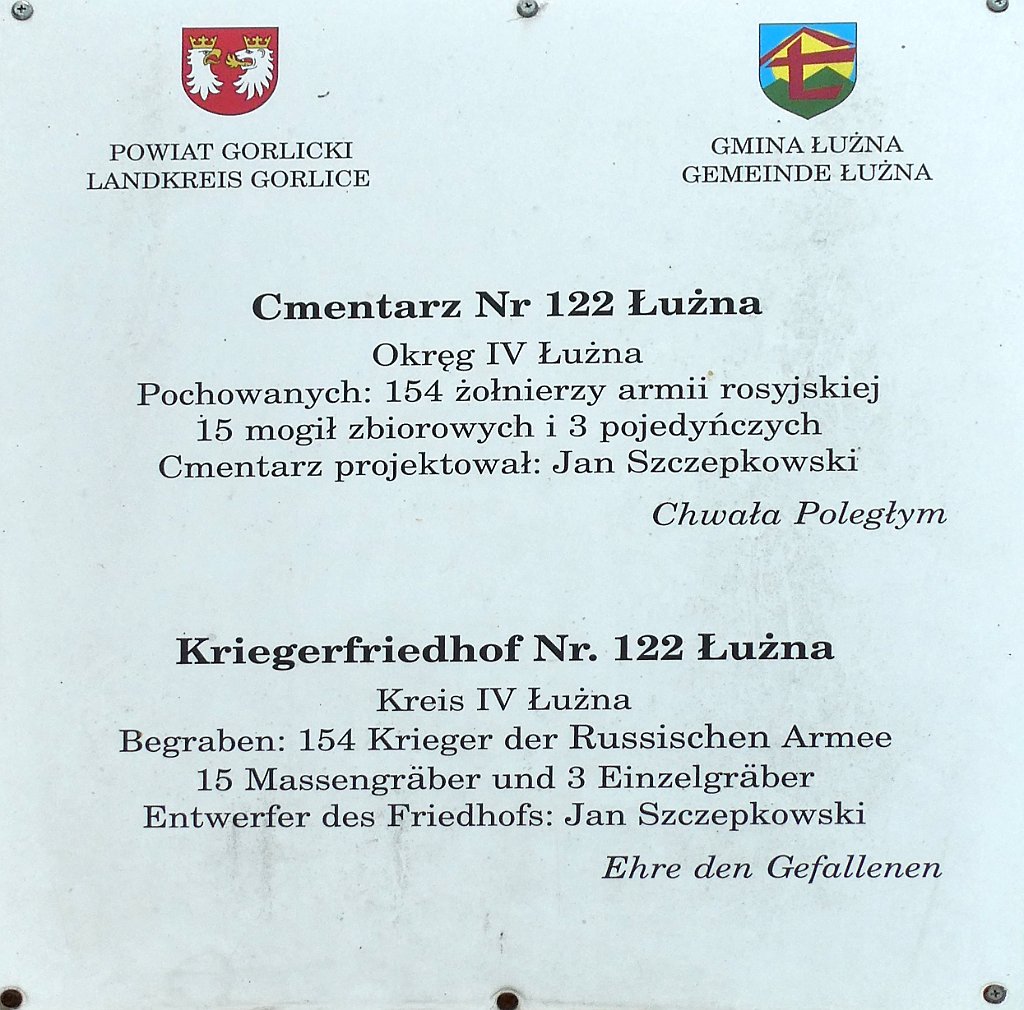 POWIAT GORLICKI
LANDKREIS GORLICE
GMINA ŁUŻNA
GEMEINDE ŁUŻNA
Cmentarz Nr 122 Łużna
Okręg IV Łużna
Pochowanych: 154 żołnierzy armii rosyjskiej
15 mogił zbiorowych i 3 pojedyńczych
Cmentarz projektował: Jan Szczepkowski
Chwała Poległym
Kriegerfriedhof Nr. 122 Łużna
Kreis IV Łużna
Begraben: 154 Krieger der Russischen Armee
15 Massengräber und 3 Einzelgräber
Entwerfer des Friedhofs: Jan Szczepkowski
Ehre den Gefallenen